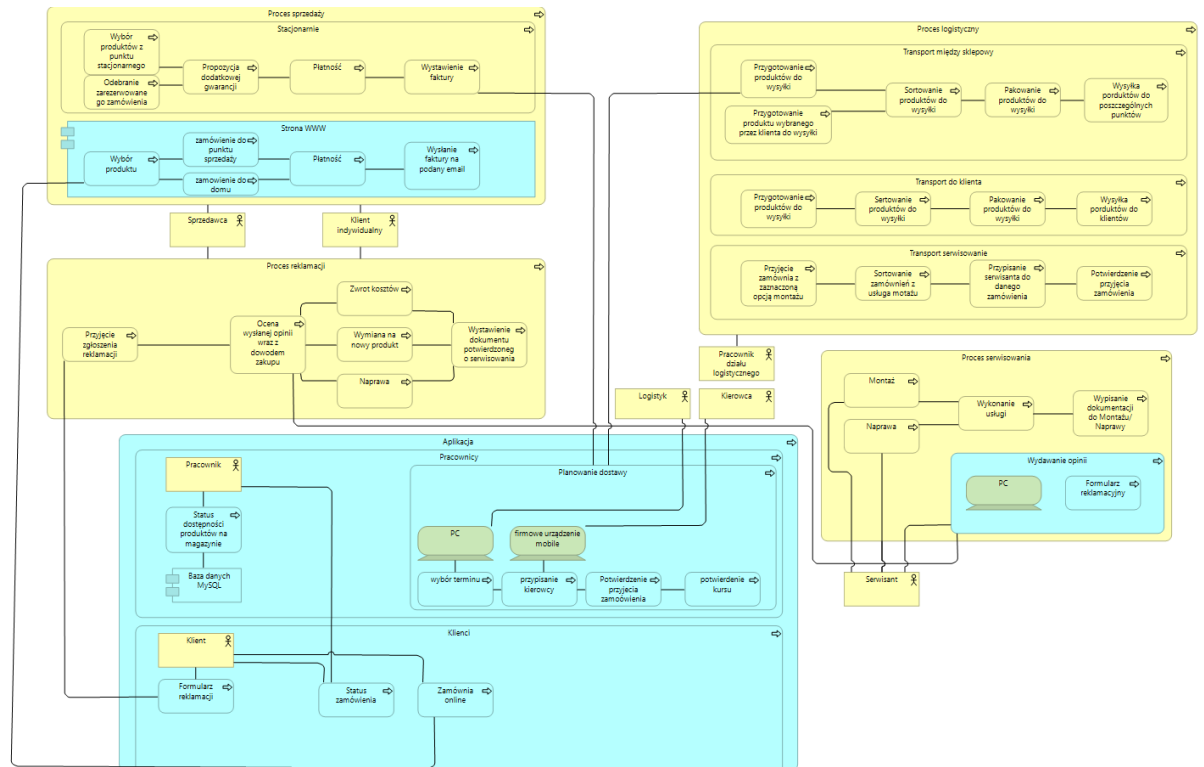 Proces sprzedaży
Stacjonarnie
Wybór
produktów z
punktu
stacjonarnego
Odebranie
zarezerwowane
go zamówienia
Propozycja
dodatkowej
gwarancji
Płatność
Wystawienie
faktury
Strona WWW
Wybór
produktu
zamówienie do
punktu
sprzedaży
zamowienie do
domu
Płatność
Wysłanie
faktury na
podany email
Sprzedawca
Klient
indywidualny
Proces reklamacji
Przyjęcie
zgłoszenia
reklamacji
Ocena
wysłanej opinii
wraz z
dowodem
zakupu
Zwrot kosztów
Wymiana na
nowy produkt
Naprawa
Wystawienie
dokumentu
potwierdzoneg
o serwisowania
Proces logistyczny
Transport między sklepowy
Przygotowanie
produktów do
wysyłki
Przygotowanie
produktu wybranego
przez klienta do wysyłki
Sortowanie
produktów do
wysyłki
Pakowanie
produktów do
wysyłki
Wysyłka
porduktów do
poszczególnych
punktów
Transport do klienta
Przygotowanie
produktów do
wysyłki
Sertowanie
produktów do
wysyłki
Pakowanie
produktów do
wysyłki
Wysyłka
porduktów do
klientów
Transport serwisowanie
Przyjęcie
zamównia z
zaznaczoną
opcją montażu
Sortowanie
zamównień z
usługa motażu
Przypisanie
serwisanta do
danego
zamówienia
Potwierdzenie
przyjęcia
zamówienia
Pracownik
działu
logistycznego
Logistyk
Kierowca
Proces serwisowania
Montaż
Naprawa
Wykonanie
usługi
Wypisanie
dokumentacji
do Montażu/
Naprawy
Wydawanie opinii
PC
Formularz
reklamacyjny
Serwisant
Aplikacja
Pracownicy
Pracownik
Status
dostępności
produktów na
magazynie
Baza danych
MySQL
Planowanie dostawy
PC
firmowe urządzenie
mobile
wybór terminu
przypisanie
kierowcy
Potwierdzenie
przyjecia
zamoówienia
potwierdenie
kursu
Klienci
Klient
Formularz
reklamacji
Status
zamówienia
Zamównia
online